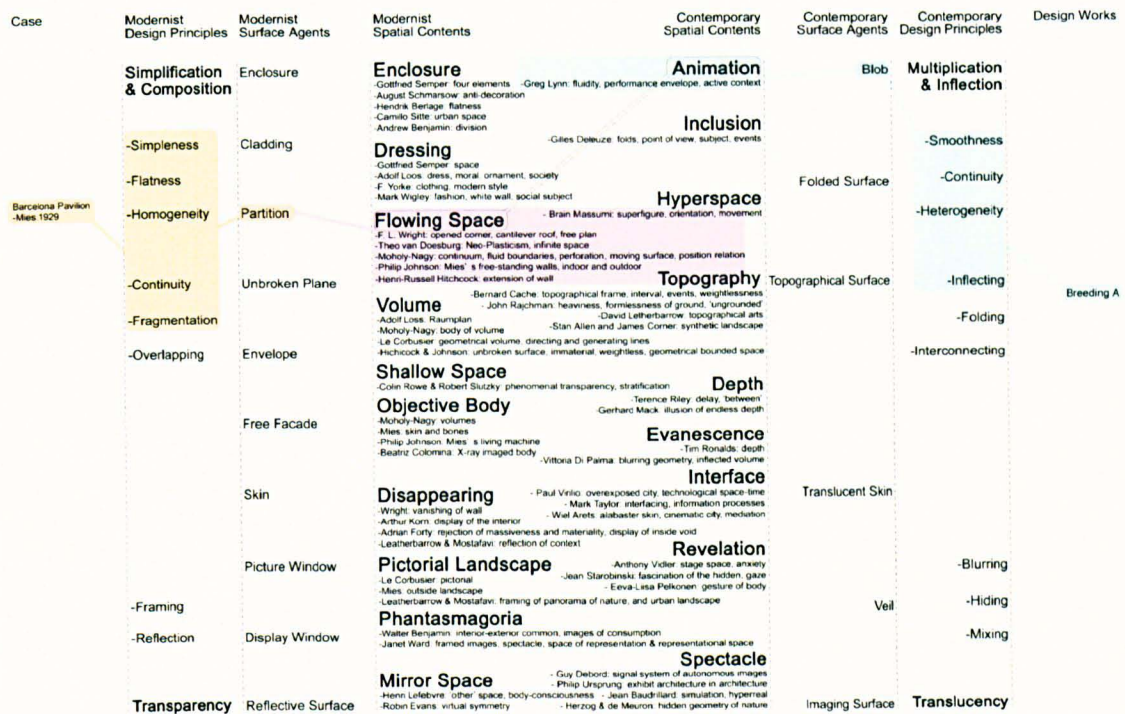 Case
Modernist
Design Principles
Modernist
Surface Agents
Modernist
Spatial Contents
Contemporary
Spatial Contents
Contemporary
Surface Agents
Contemporary
Design Principles
Design Works
Simplification
& Composition
-Simpleness
-Flatness
Barcelona Pavilion
-Mies.1929
-Homogeneity
-Continuity
-Fragmentation
-Overlapping
-Framing
-Reflection
Transparency
Enclosure
Cladding
Partition
Unbroken Plane
Envelope
Free Facade
Skin
Picture Window
Display Window
Reflective Surface
Enclosure
-Gottfried Semper: four elements
-August Schmarsow: anti-decoration
-Hendrik Berlage: flatness
-Camillo Sitte: urban space
-Andrew Benjamin: division
Dressing
-Gottfried Semper: space
-Adolf Loos: dress, moral ornament, society
-F. Yorke: clothing, modern style
-Mark Wigley: fashion, white wall, social subject
Flowing Space
-F. L. Wright: opened corner, cantilever roof, free plan
-Theo van Doesburg: Neo-Plasticism, infinite space
-Moholy-Nagy: continuum, fluid boundaries, perforation, moving surface, position relation
-Philip Johnson: Mies' s free-standing walls, indoor and outdoor
-Henri-Russell Hitchcock: extension of wall
Volume
-Adolf Loss: Raumplan
-Moholy-Nagy: body of volume
-Le Corbusier: geometrical volume, directing and generating lines
-Hichicock & Johnson: unbroken surface, immaterial, weightless, geometrical bounded space
Shallow Space
-Colin Rowe & Robert Slutzky: phenomenal transparency, stratification
Objective Body
-Moholy-Nagy: volumes
-Mies: skin and bones
-Philip Johnson: Mies' s living machine
-Beatriz Colomina: X-ray imaged body
Disappearing
-Wright: vanishing of wall
-Arthur Korn: display of the interior
-Adrian Forty: rejection of massiveness and materiality, display of inside void
-Leatherbarrow & Mostafavi: reflection of context
Pictorial Landscape
-Le Corbusier: pictorial
-Mies: outside landscape
-Leatherbarrow & Mostafavi: framing of panorama of nature, and urban landscape
Phantasmagoria
-Walter Benjamin: interior-exterior common, images of consumption
-Janet Ward: framed images, spectacle, space of representation & representational space
Mirror Space
-Henri Lefebvre: 'other' space, body-consciousness
-Robin Evans: virtual symmetry
Animation
-Greg Lynn: fluidity, performance envelope, active context
Inclusion
-Gilles Deleuze: folds, point of view, subject, events
Hyperspace
- Brain Massumi: superfigure, orientation, movement
Topography
-Bernard Cache: topographical frame, interval, events, weightlessness
- John Rajchman: heaviness, formlessness of ground, 'ungrounded'
-David Letherbarrow: topographical arts
-Stan Allen and James Corner: synthetic landscape
Depth
-Terence Riley: delay, 'between'
-Gerhard Mack: illusion of endless depth
Evanescence
-Tim Ronalds: depth
-Vittoria Di Palma: blurring geometry, inflected volume
Interface
- Paul Virilio: overexposed city, technological space-time
- Mark Taylor: interfacing, information processes
- Wiel Arets: alabaster skin, cinematic city, mediation
Revelation
-Anthony Vidler: stage space, anxiety
-Jean Starobinski: fascination of the hidden, gaze
- Eeva-Liisa Pelkonen: gesture of body
Spectacle
- Guy Debord: signal system of autonomous images
- Philip Ursprung: exhibit architecture in architecture
- Jean Baudrillard: simulation, hyperreal
- Herzog & de Meuron: hidden geometry of nature
Blob
Folded Surface
Topographical Surface
Translucent Skin
Veil
Imaging Surface
Multiplication
& Inflection
-Smoothness
-Continuity
-Heterogeneity
-Inflecting
-Folding
-Interconnecting
-Blurring
-Hiding
-Mixing
Translucency
Breeding A